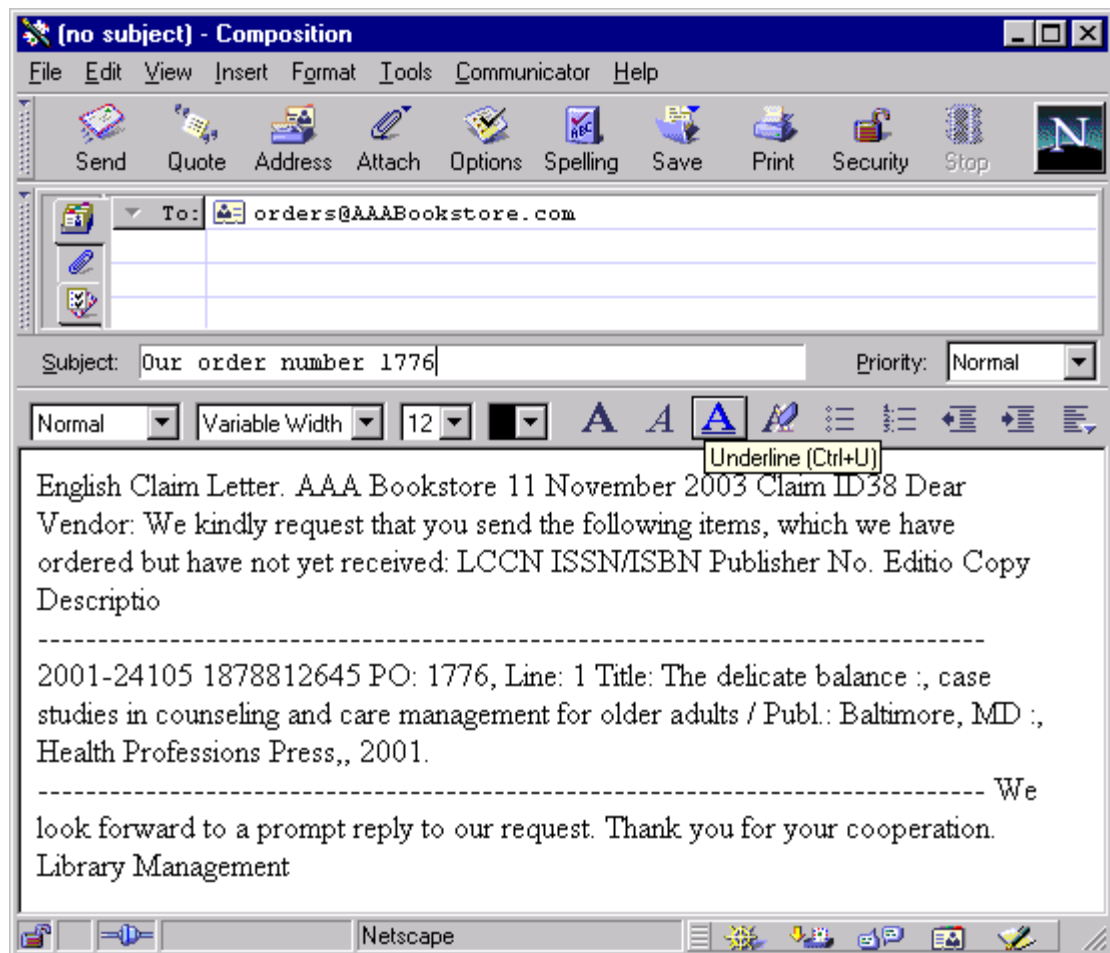 (no subject) - Composition
File Edit View Insert Format Tools Communicator Help
Send Quote Address Attach Options Spelling Save Print Security Stop
N
To: orders@AAABookstore.com
Subject: Our order number 1776 Priority: Normal
Normal Variable Width 12 A A A
Underline (Ctrl+U)
English Claim Letter. AAA Bookstore 11 November 2003 Claim ID38 Dear
Vendor: We kindly request that you send the following items, which we have
ordered but have not yet received: LCCN ISSN/ISBN Publisher No. Editio Copy
Descriptio
--------------------------------------------------------------------------------
2001-24105 1878812645 PO: 1776, Line: 1 Title: The delicate balance :, case
studies in counseling and care management for older adults / Publ.: Baltimore, MD :,
Health Professions Press,, 2001.
-------------------------------------------------------------------------------- We
look forward to a prompt reply to our request. Thank you for your cooperation.
Library Management
Netscape